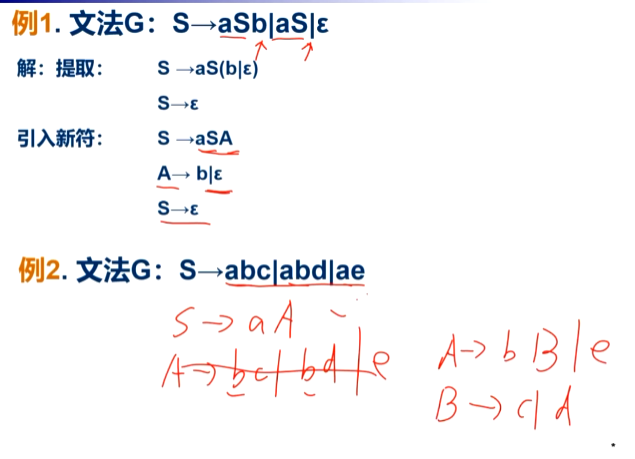 例1. 文法G： S→aSb|aS|ε
解：提取： S →aS(b|ε)
S→ε
引入新符： S →aSA
A→ b|ε
S→ε
例2. 文法G： S→abc|abd|ae
S→aA
A→bc|bd|e
A→bB|e
B→c|d
*